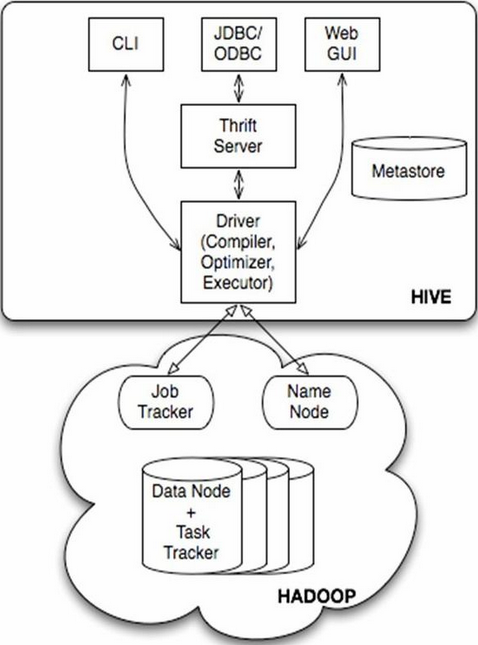 CLI
JDBC/
ODBC
Web
GUI
Thrift
Server
Metastore
Driver
(Compiler,
Optimizer,
Executor)
HIVE
Job
Tracker
Name
Node
Data Node
+
Task
Tracker
HADOOP